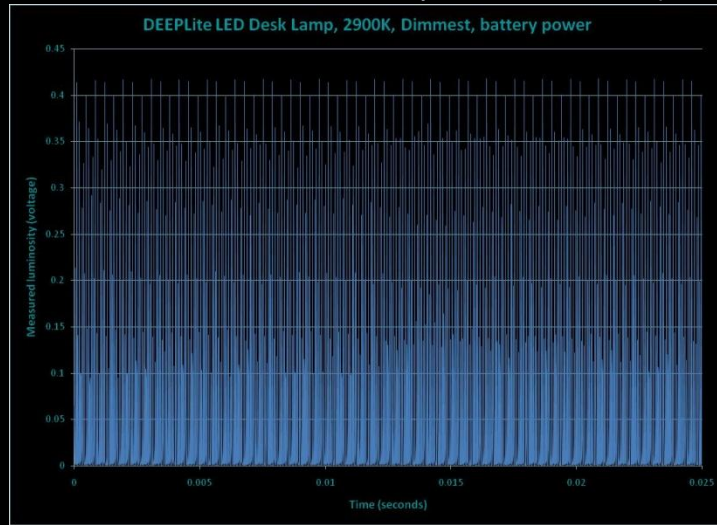 DEEPLite LED Desk Lamp, 2900K, Dimmest, battery power
0.45
0.4
0.35
0.3
0.25
0.2
0.15
0.1
0.05
0
Measured luminosity (voltage)
0 0.005 0.01 0.015 0.02 0.025
Time (seconds)